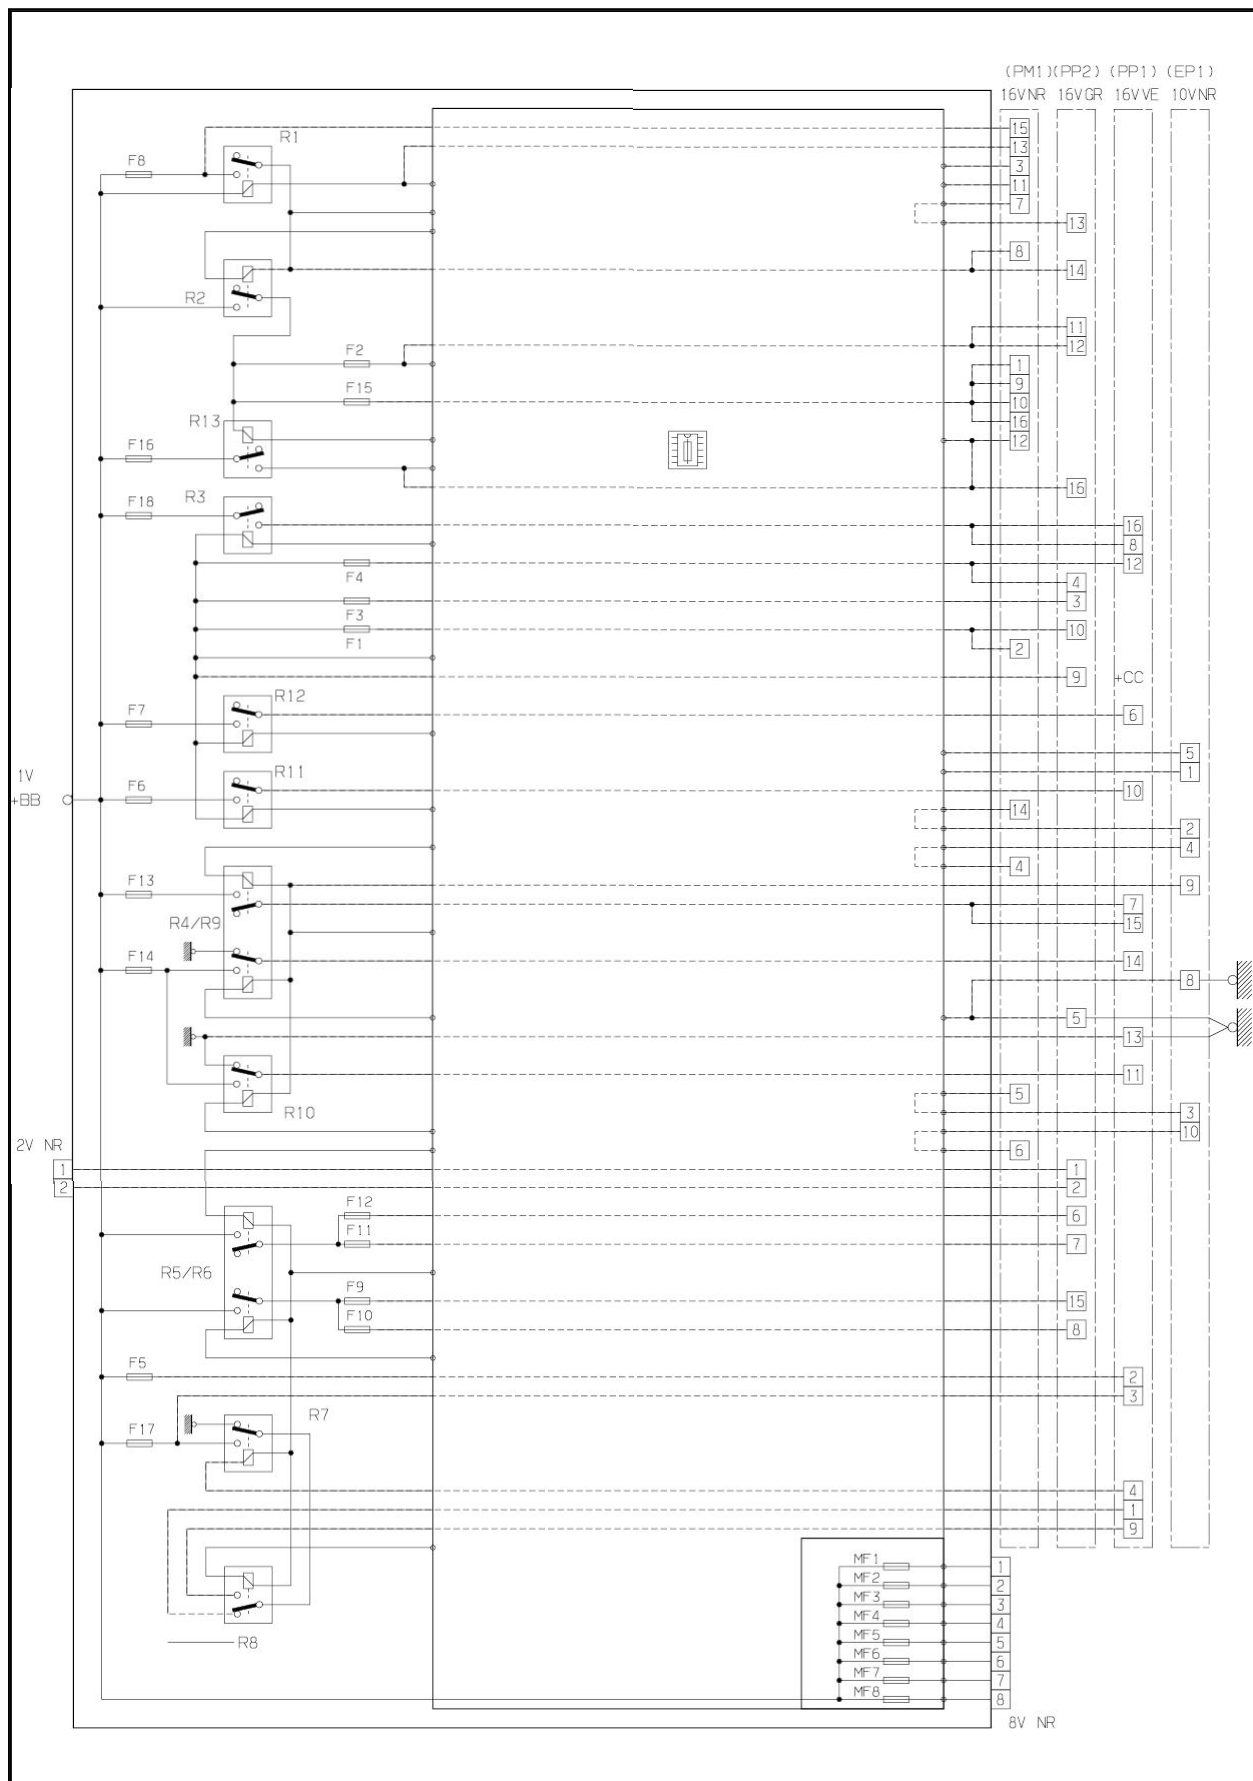 (PM1)(PP2) (PP1) (EP1)
16VNR 16VGR 16VVE 10VNR
15
R1
13
F8
3
11
7
13
8
14
R2
11
12
F2
1
9
F15
10
16
R13
12
F16
16
F18
R3
16
8
12
F4
4
3
F3
10
F1
2
9
+CC
R12
F7
6
5
1V
R11
1
+BB
F6
10
14
2
4
4
F13
9
7
R4/R9
15
F14
14
8
5
13
11
R10
5
3
10
2V NR
6
1
1
2
2
F12
6
F11
7
R5/R6
F9
15
F10
8
F5
2
3
R7
F17
4
1
9
MF1
1
MF2
2
MF3
3
MF4
4
R8
MF5
5
MF6
6
MF7
7
MF8
8
8V NR